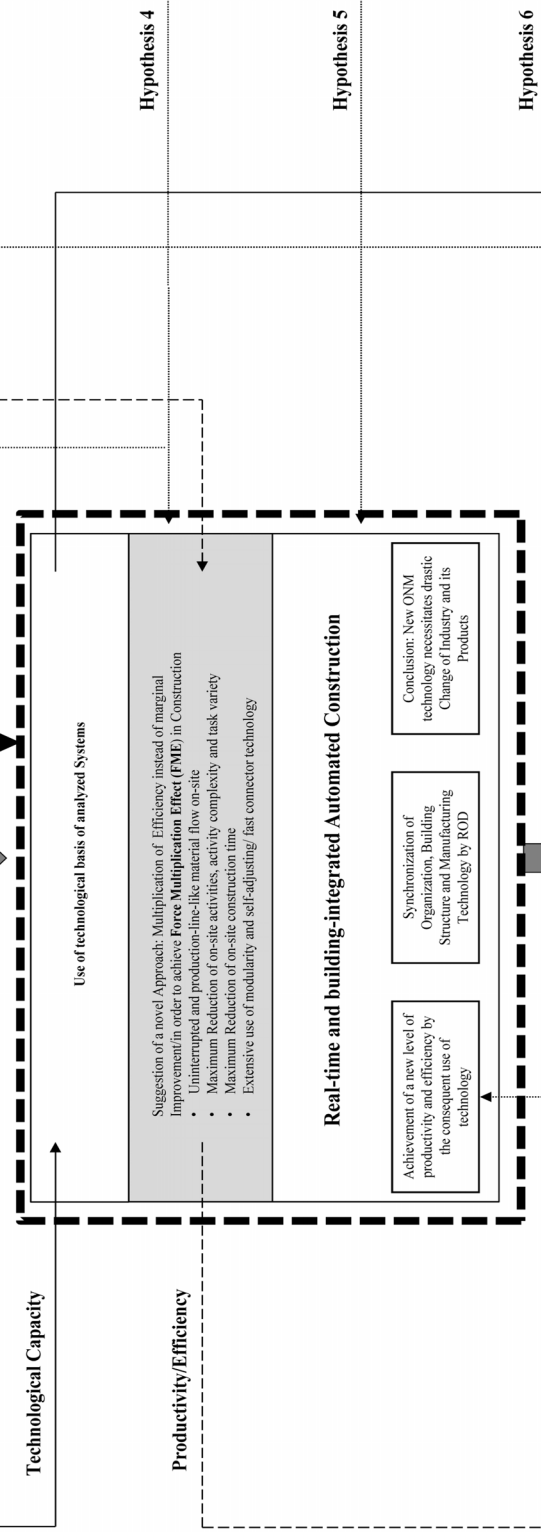 Technological Capacity
Productivity/Efficiency
Use of technological basis of analyzed Systems
Suggestion of a novel Approach: Multiplication of Efficiency instead of marginal
Improvement/in order to achieve Force Multiplication Effect (FME) in Construction
• Uninterrupted and production-line-like material flow on-site
• Maximum Reduction of on-site activities, activity complexity and task variety
• Maximum Reduction of on-site construction time
• Extensive use of modularity and self-adjusting/ fast connector technology
Real-time and building-integrated Automated Construction
Achievement of a new level of
productivity and efficiency by
the consequent use of
technology
Synchronization of
Organization, Building
Structure and Manufacturing
Technology by ROD
Conclusion: New ONM
technology necessitates drastic
Change of Industry and its
Products
Hypothesis 4
Hypothesis 5
Hypothesis 6